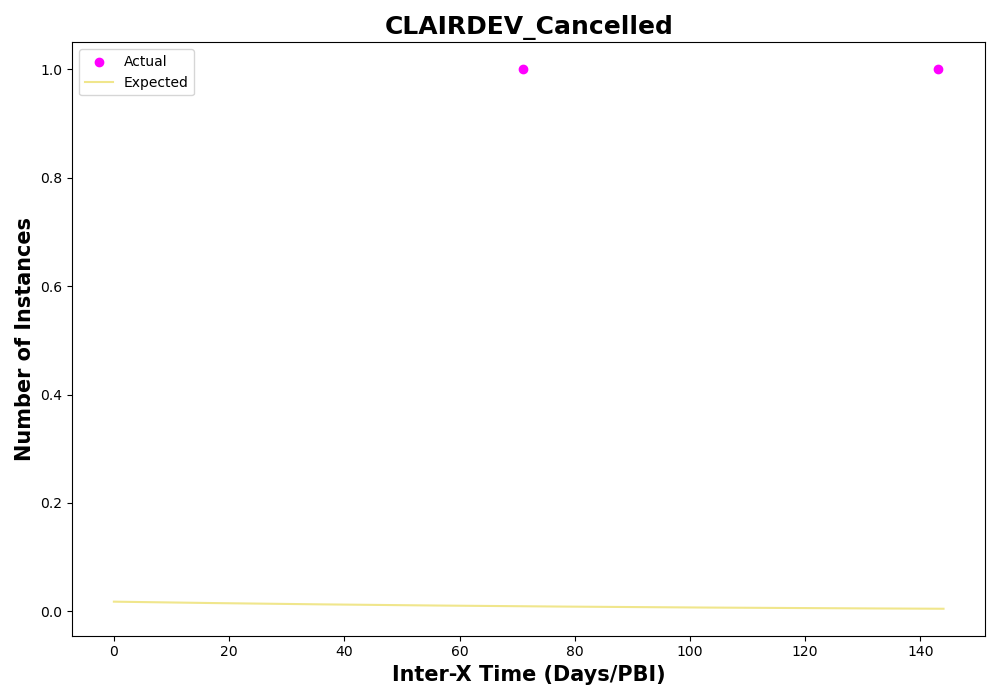 CLAIRDEV_Cancelled
Actual
Expected
Number of Instances
1.0
0.8
0.6
0.4
0.2
0.0
0 20 40 60 80 100 120 140
Inter-X Time (Days/PBI)